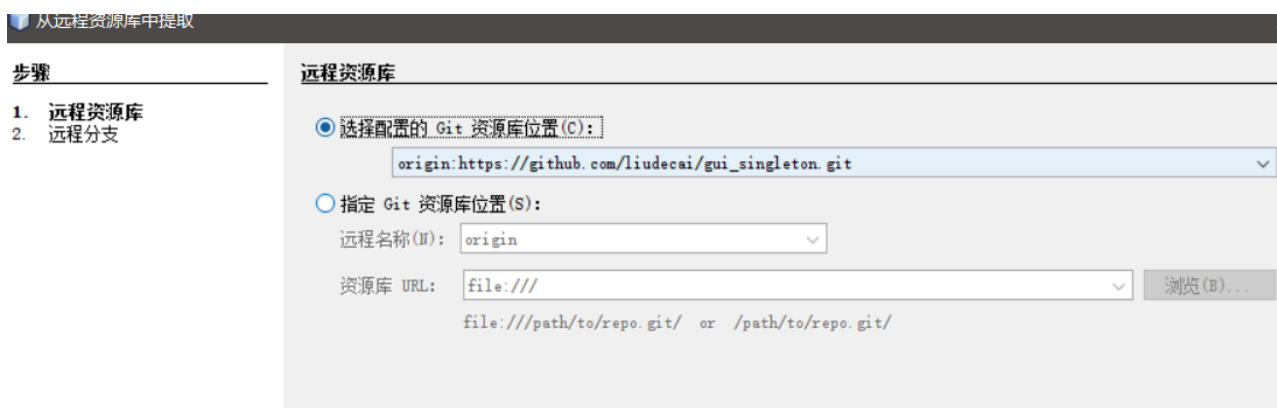 从远程资源库中提取
步骤
1. 远程资源库
2. 远程分支
远程资源库
选择配置的 Git 资源库位置(C):
origin:https://github.com/liudecai/gui_singleton.git
指定 Git 资源库位置(S):
远程名称(N): origin
资源库 URL: file:/// 浏览(B)...
file:///path/to/repo.git/ or /path/to/repo.git/